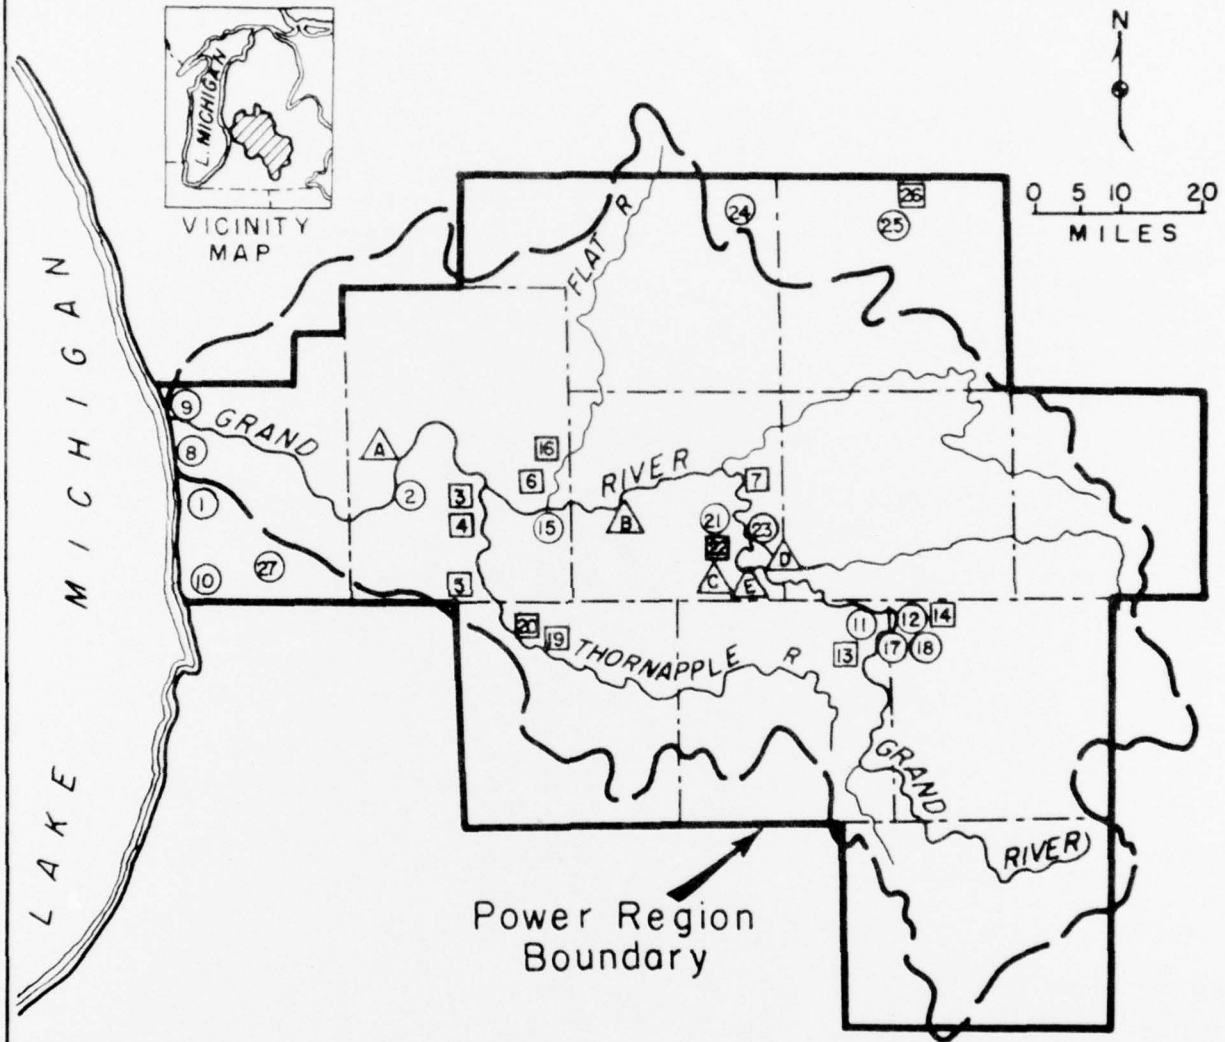 N
L. MICHIGAN
VICINITY
MAP
0 5 10 20
MILES
LAKE MICHIGAN
FLAT R
GRAND
RIVER
THORNAPPLE R
GRAND
RIVER
Power Region
Boundary
26
24
25
9
8
A
16
6
7
1
2
3
4
15
B
21
23
22
D
27
10
5
C
E
20
19
11
12
14
13
17
18